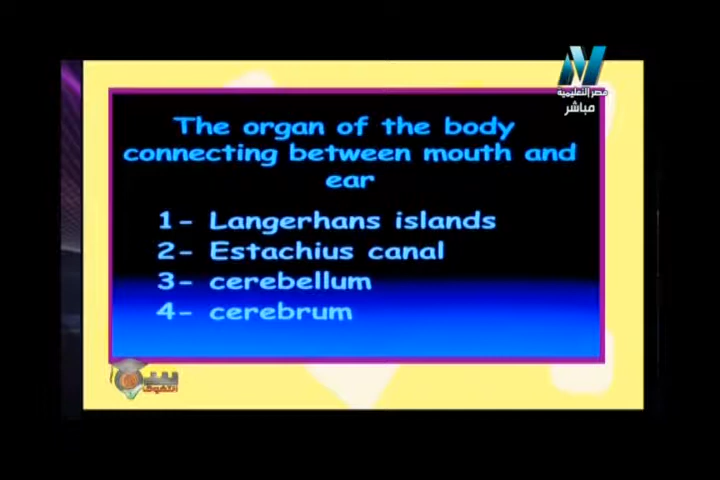 مصر التعليمية
مباشر
The organ of the body
connecting between mouth and
ear
1- Langerhans islands
2- Estachius canal
3- cerebellum
4- cerebrum